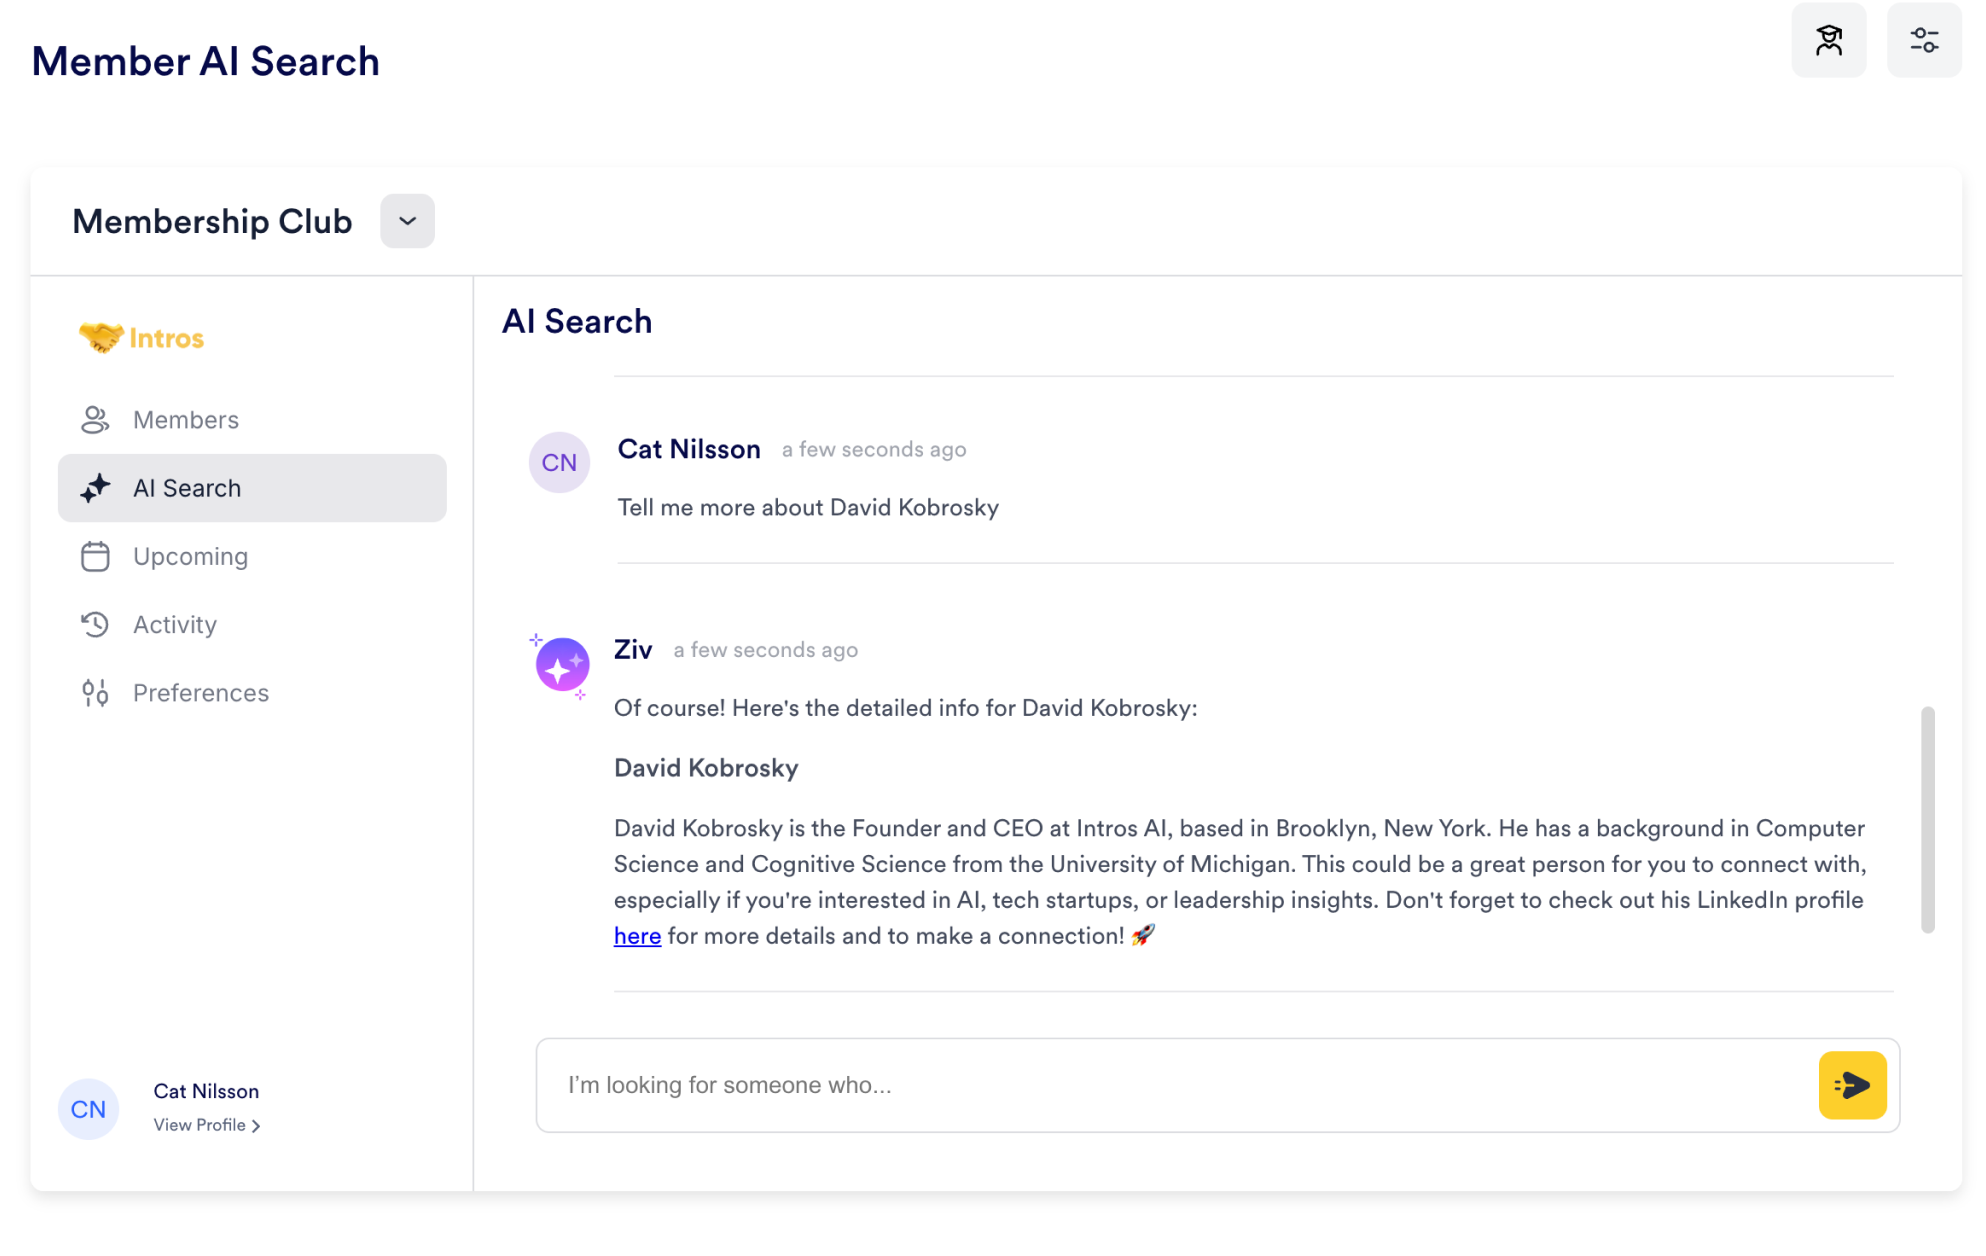 Member AI Search
Membership Club
Intros
Members
AI Search
Upcoming
Activity
Preferences
CN
Cat Nilsson
View Profile
AI Search
CN
Cat Nilsson a few seconds ago
Tell me more about David Kobrosky
Ziv a few seconds ago
Of course! Here's the detailed info for David Kobrosky:
David Kobrosky
David Kobrosky is the Founder and CEO at Intros AI, based in Brooklyn, New York. He has a background in Computer
Science and Cognitive Science from the University of Michigan. This could be a great person for you to connect with,
especially if you're interested in AI, tech startups, or leadership insights. Don't forget to check out his LinkedIn profile
here for more details and to make a connection! 🚀
I'm looking for someone who...